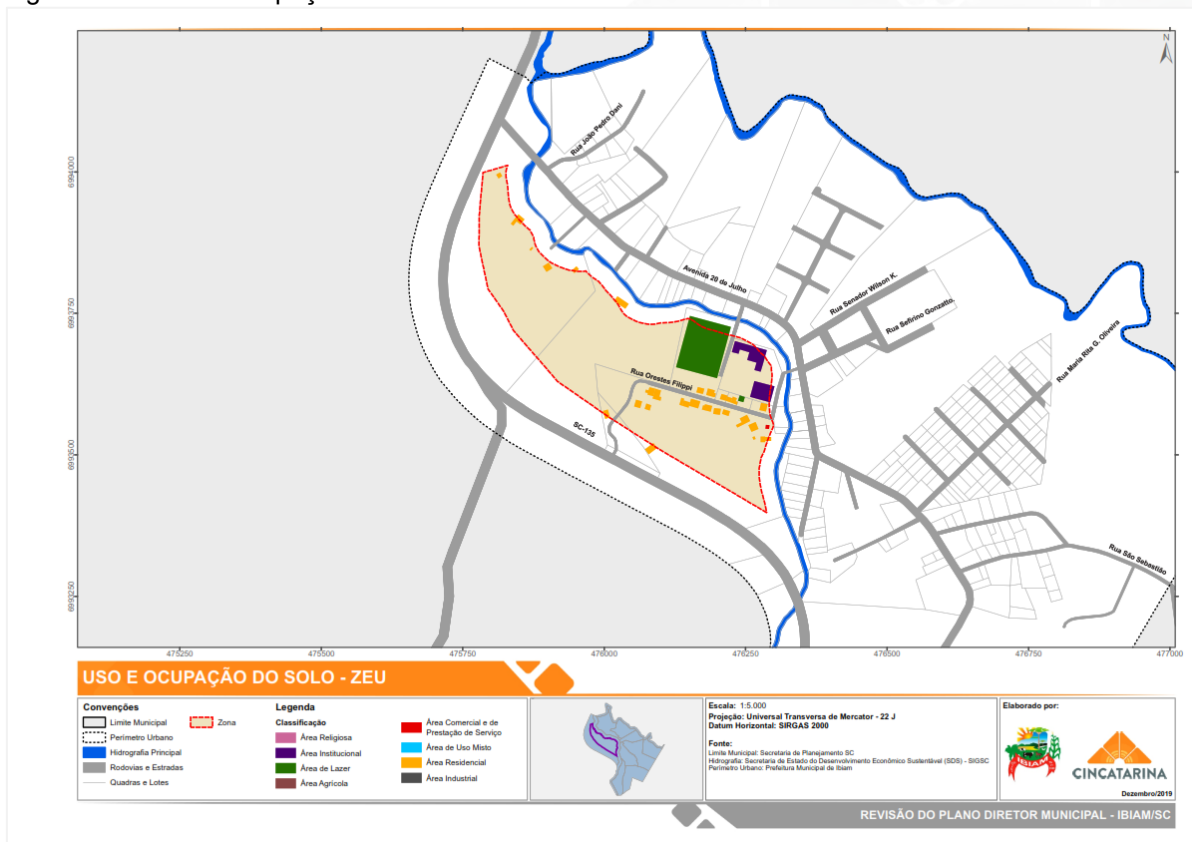 N
Rua João Pedro Dani
6994000
Avenida 20 de Julho
Rua Senador Wilson K.
Rua Sefirino Gonzatto.
6993750
Rua Maria Rita G. Oliveira
Rua Orestes Filippi
SC-135
6993500
Rua São Sebastião
6993250
475250 475500 475750 476000 476250 476500 476750 477000
USO E OCUPAÇÃO DO SOLO - ZEU
Convenções
Limite Municipal Zona
Perímetro Urbano
Hidrografia Principal
Rodovias e Estradas
Quadras e Lotes
Legenda
Classificação
Área Religiosa
Área Institucional
Área de Lazer
Área Agrícola
Área Comercial e de
Prestação de Serviço
Área de Uso Misto
Área Residencial
Área Industrial
Escala: 1:5.000
Projeção: Universal Transversa de Mercator - 22 J
Datum Horizontal: SIRGAS 2000
Fonte:
Limite Municipal: Secretaria de Planejamento SC
Hidrografia: Secretaria de Estado do Desenvolvimento Econômico Sustentável (SDS) - SIGSC
Perímetro Urbano: Prefeitura Municipal de Ibiam
Elaborado por:
IBIAM
CINCATARINA
Dezembro/2019
REVISÃO DO PLANO DIRETOR MUNICIPAL - IBIAM/SC